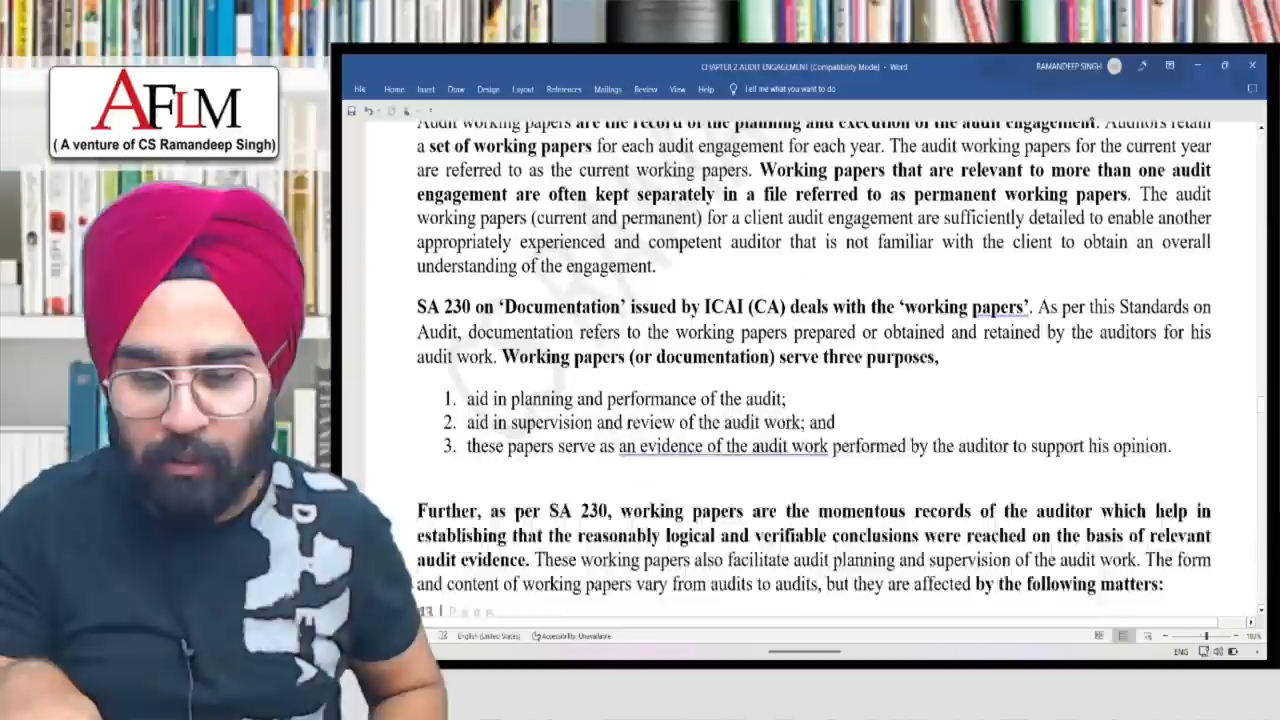 AFLM
( A venture of CS Ramandeep Singh)
CHAPTER 2 AUDIT ENGAGEMENT [Compatibility Mode] - Word
RAMANDEEP SINGH
File Home Insert Draw Design Layout References Mailings Review View Help Tell me what you want to do
Audit working papers are the record of the planning and execution of the audit engagement. Auditors retain
a set of working papers for each audit engagement for each year. The audit working papers for the current year
are referred to as the current working papers. Working papers that are relevant to more than one audit
engagement are often kept separately in a file referred to as permanent working papers. The audit
working papers (current and permanent) for a client audit engagement are sufficiently detailed to enable another
appropriately experienced and competent auditor that is not familiar with the client to obtain an overall
understanding of the engagement.
SA 230 on ‘Documentation’ issued by ICAI (CA) deals with the ‘working papers’. As per this Standards on
Audit, documentation refers to the working papers prepared or obtained and retained by the auditors for his
audit work. Working papers (or documentation) serve three purposes,
1. aid in planning and performance of the audit;
2. aid in supervision and review of the audit work; and
3. these papers serve as an evidence of the audit work performed by the auditor to support his opinion.
Further, as per SA 230, working papers are the momentous records of the auditor which help in
establishing that the reasonably logical and verifiable conclusions were reached on the basis of relevant
audit evidence. These working papers also facilitate audit planning and supervision of the audit work. The form
and content of working papers vary from audits to audits, but they are affected by the following matters:
English (United States) Accessibility: Unavailable
ENG